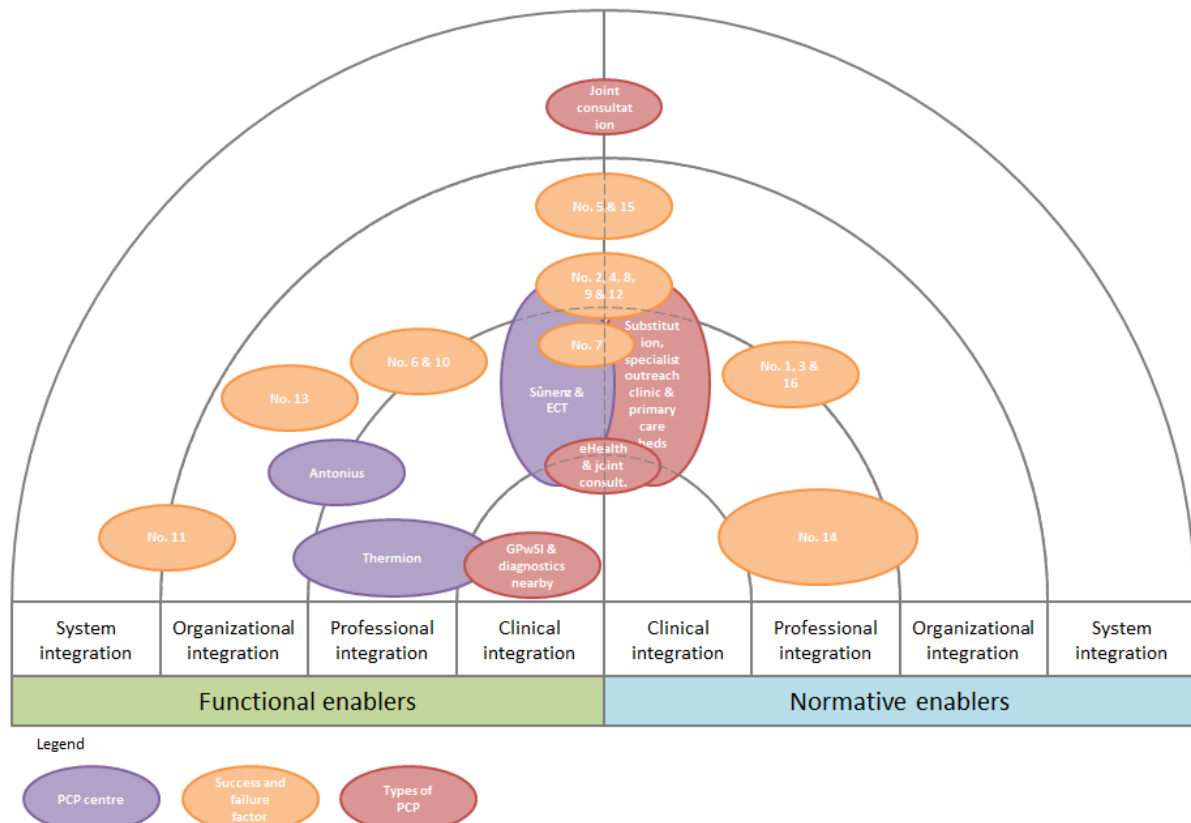 Joint
consultat
ion
No. 5 & 15
No. 2, 4, 8,
9 & 12
Substitut
ion,
specialist
outreach
clinic &
primary
care
beds
No. 7
No. 6 & 10
No. 1, 3 &
16
No. 13
Sûnenz &
ECT
eHealth
& joint
consult.
Antonius
No. 11
No. 14
Thermion
GPwSI &
diagnostics
nearby
System
integration
Organizational
integration
Professional
integration
Clinical
integration
Clinical
integration
Professional
integration
Organizational
integration
System
integration
Functional enablers
Normative enablers
Legend
PCP centre
Success and
failure
factor
Types of
PCP